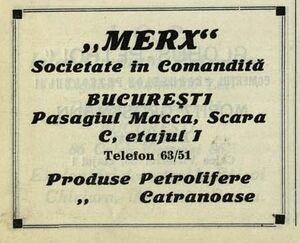 „MERX”
Societate in Comandită
BUCUREŞTI
Pasagiul Macca, Scara
C, etajul 1
Telefon 63/51
Produse Petrolifere
„ Catranoase